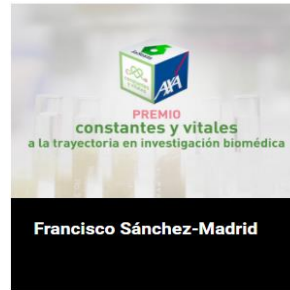 AXA
PREMIO
constantes y vitales
a la trayectoria en investigación biomédica
Francisco Sánchez-Madrid